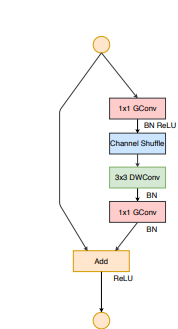 1x1 GConv
BN ReLU
Channel Shuffle
3x3 DWConv
BN
1x1 GConv
BN
Add
ReLU